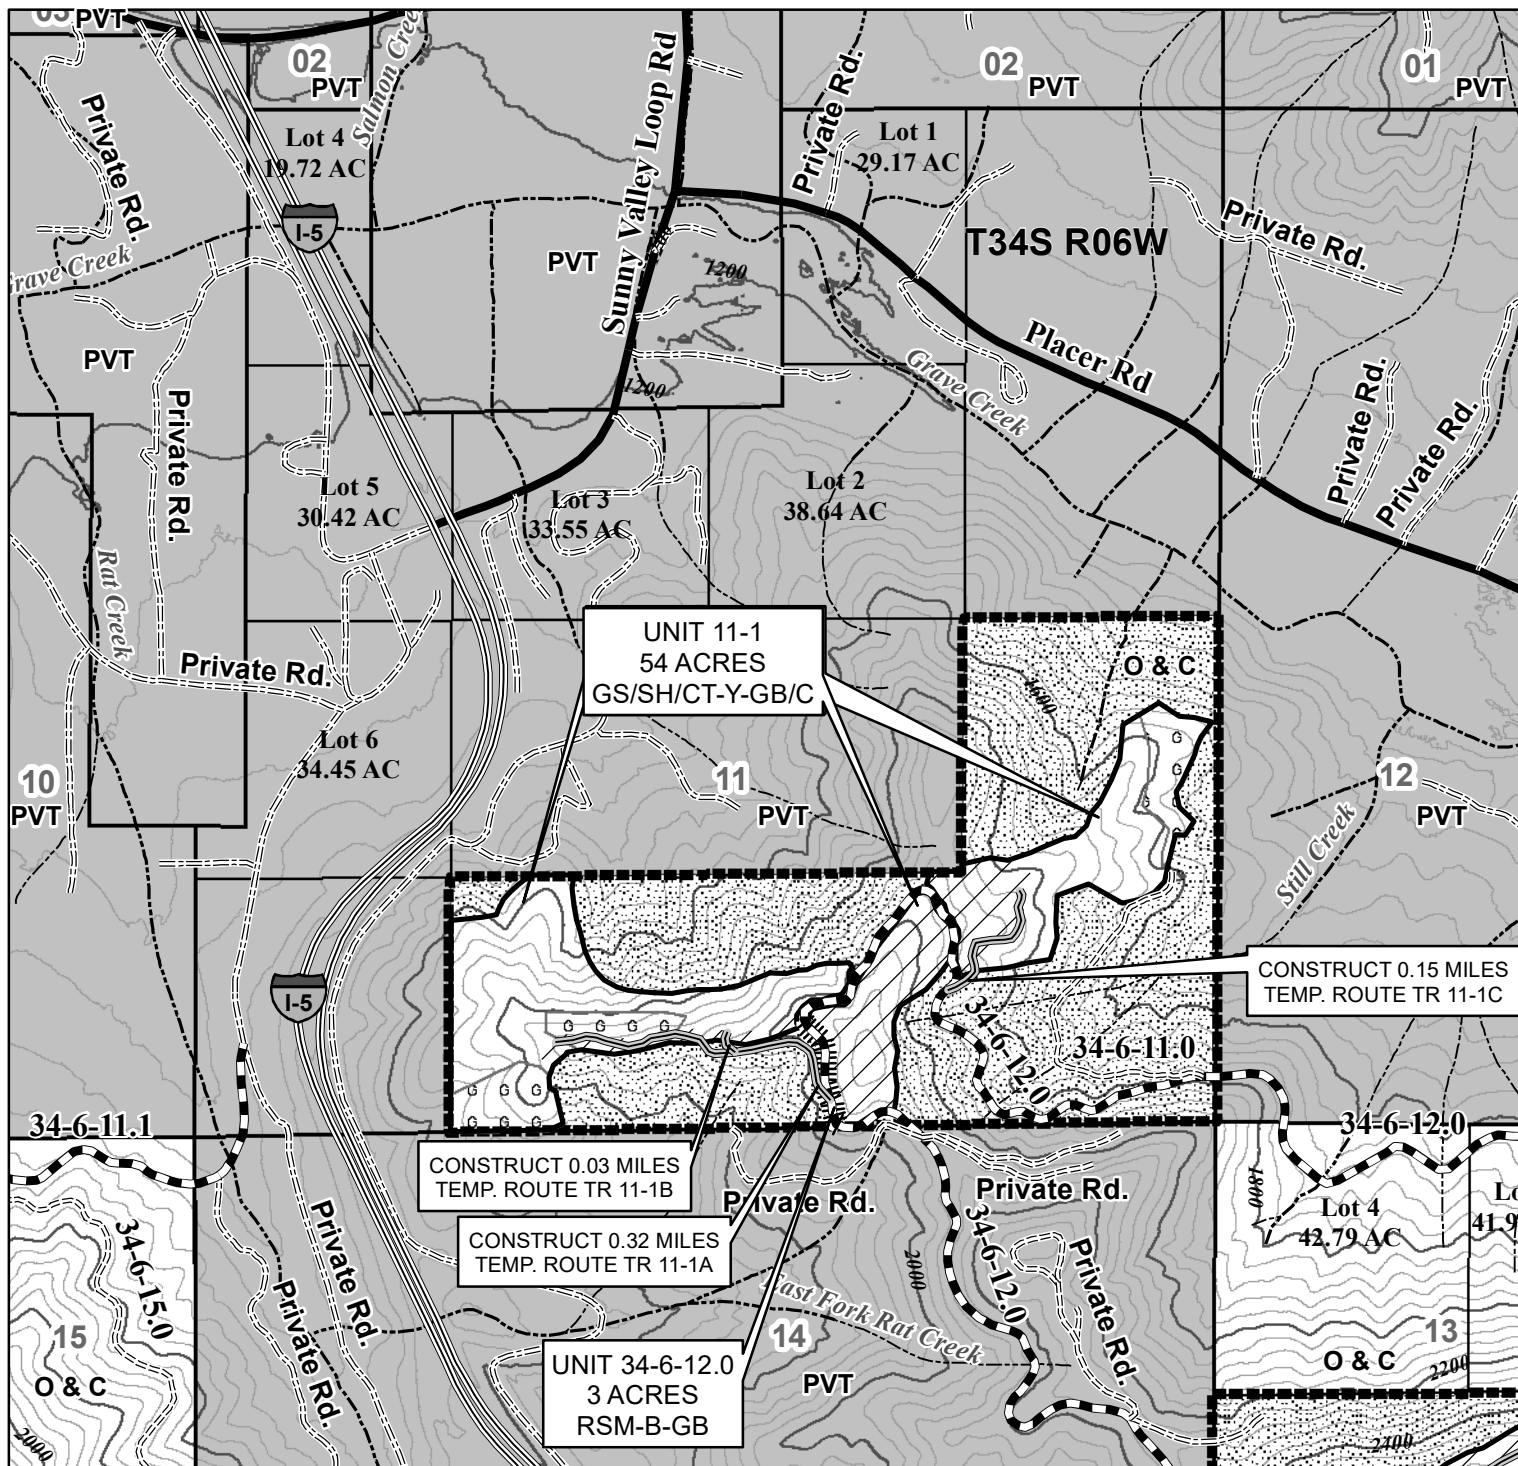 03
PVT
02
PVT
02
PVT
01
PVT
Salmon Creek
Private Rd.
Lot 4
19.72 AC
Sunny Valley Loop Rd
Private Rd.
Lot 1
29.17 AC
I-5
PVT
1200
1200
T34S R06W
Private Rd.
Grave Creek
PVT
Private Rd.
1200
Grave Creek
Placer Rd
Private Rd.
Private Rd.
Lot 5
30.42 AC
Lot 3
33.55 AC
Lot 2
38.64 AC
Rat Creek
Private Rd.
UNIT 11-1
54 ACRES
GS/SH/CT-Y-GB/C
O & C
1600
Lot 6
34.45 AC
10
PVT
11
PVT
12
PVT
G
G
G
G
Still Creek
I-5
CONSTRUCT 0.15 MILES
TEMP. ROUTE TR 11-1C
34-6-12.0
34-6-11.0
G G G G
G G G
G G G
34-6-11.1
34-6-12.0
CONSTRUCT 0.03 MILES
TEMP. ROUTE TR 11-1B
Private Rd.
Private Rd.
1800
Lot 4
42.79 AC
Lo
41.9
CONSTRUCT 0.32 MILES
TEMP. ROUTE TR 11-1A
34-6-15.0
Private Rd.
Private Rd.
2000
34-6-12.0
Private Rd.
East Fork Rat Creek
15
O & C
14
PVT
13
O & C
2200
UNIT 34-6-12.0
3 ACRES
RSM-B-GB
2000
2400